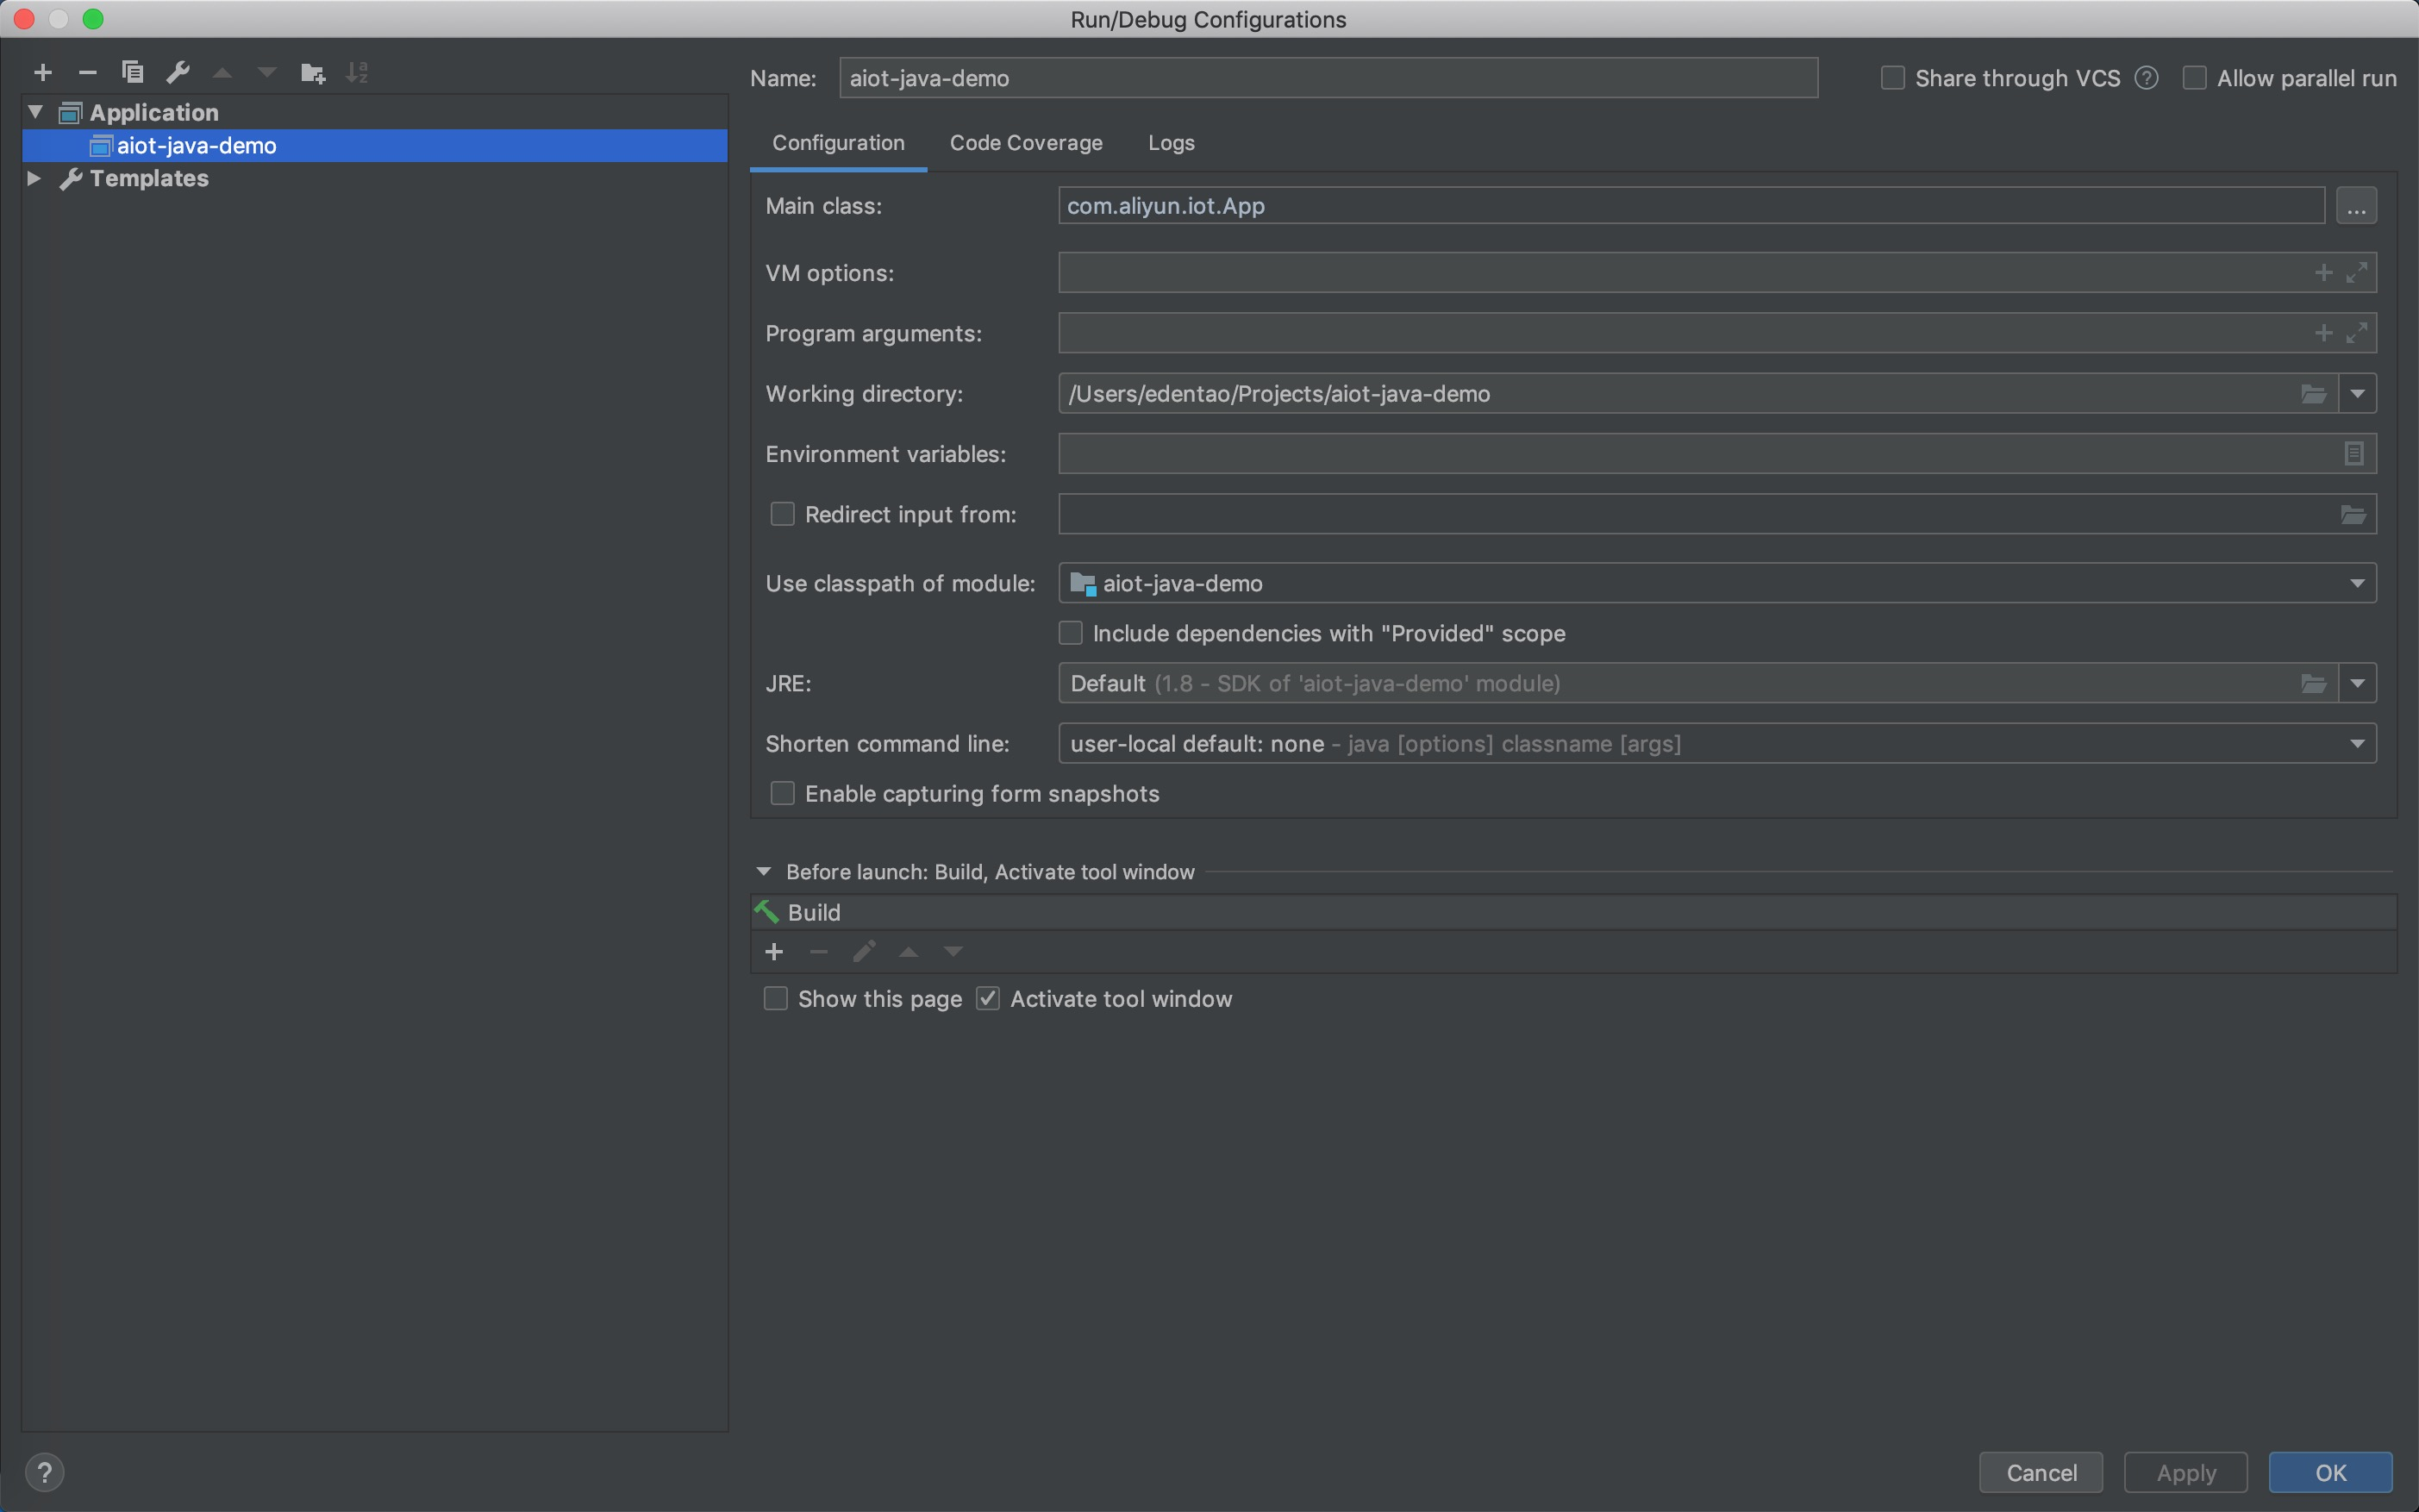 Run/Debug Configurations
Application
aiot-java-demo
Templates
Name: aiot-java-demo
Share through VCS ? Allow parallel run
Configuration Code Coverage Logs
Main class: com.aliyun.iot.App ...
VM options:
Program arguments:
Working directory: /Users/edentao/Projects/aiot-java-demo
Environment variables:
Redirect input from:
Use classpath of module: aiot-java-demo
Include dependencies with "Provided" scope
JRE: Default (1.8 - SDK of 'aiot-java-demo' module)
Shorten command line: user-local default: none - java [options] classname [args]
Enable capturing form snapshots
Before launch: Build, Activate tool window
Build
Show this page Activate tool window
? Cancel Apply OK